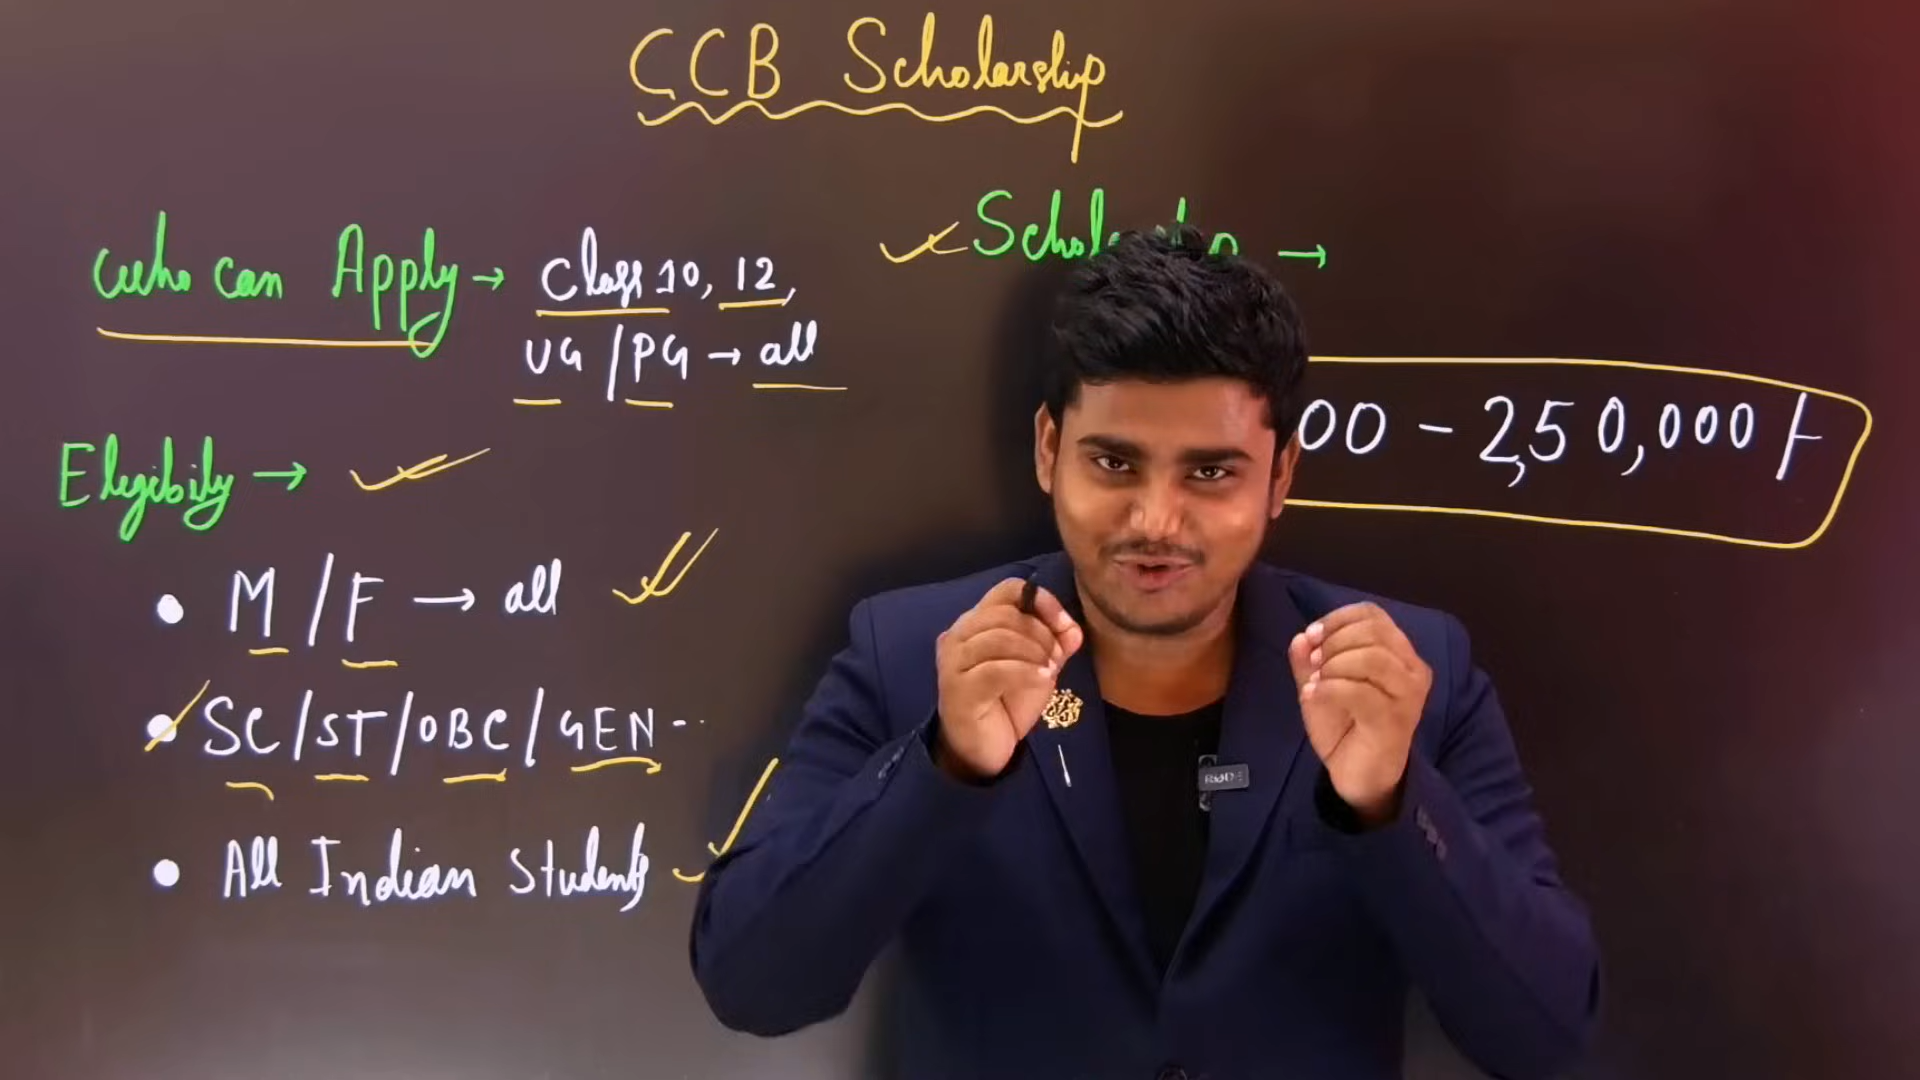 CCB Scholarship
Who can Apply → Class 10, 12,
UG / PG → all
Eligibility →
• M / F → all
• SC / ST / OBC / GEN - ..
• All Indian Students
→
00 - 2,50,000 /-
RØDE